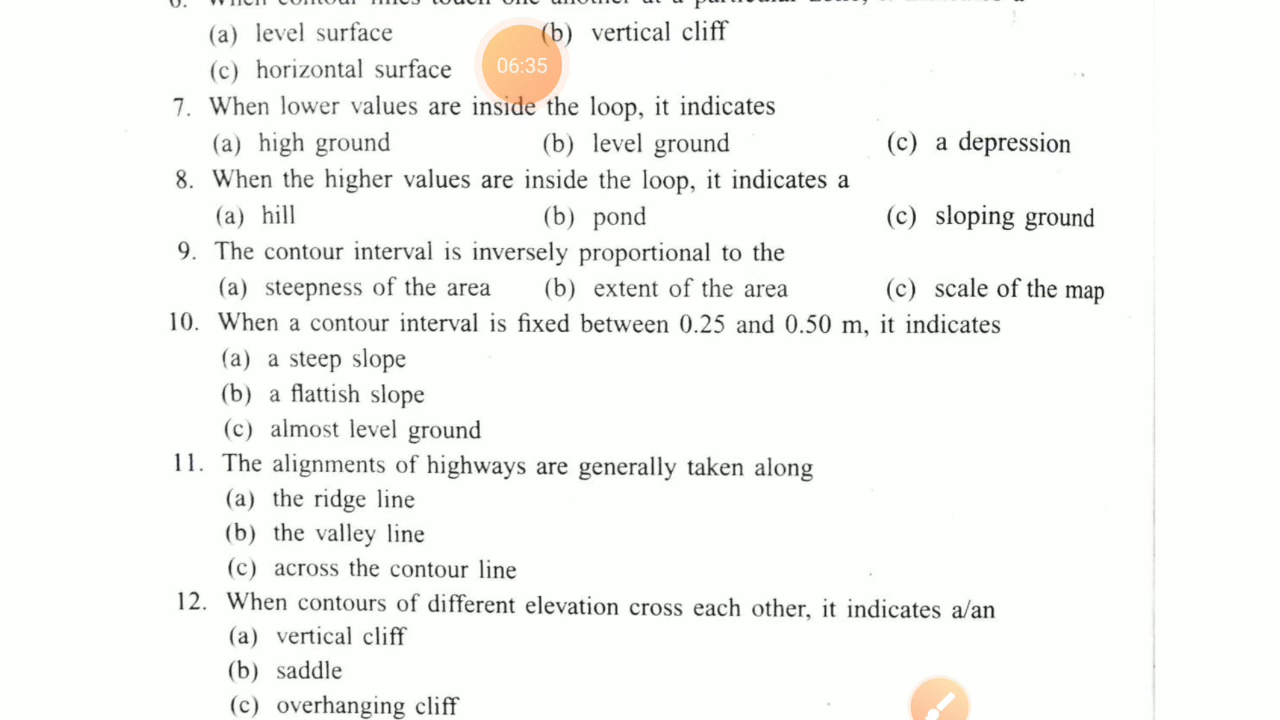 (a) level surface (b) vertical cliff
(c) horizontal surface 06:35
7. When lower values are inside the loop, it indicates
(a) high ground (b) level ground (c) a depression
8. When the higher values are inside the loop, it indicates a
(a) hill (b) pond (c) sloping ground
9. The contour interval is inversely proportional to the
(a) steepness of the area (b) extent of the area (c) scale of the map
10. When a contour interval is fixed between 0.25 and 0.50 m, it indicates
(a) a steep slope
(b) a flattish slope
(c) almost level ground
11. The alignments of highways are generally taken along
(a) the ridge line
(b) the valley line
(c) across the contour line
12. When contours of different elevation cross each other, it indicates a/an
(a) vertical cliff
(b) saddle
(c) overhanging cliff